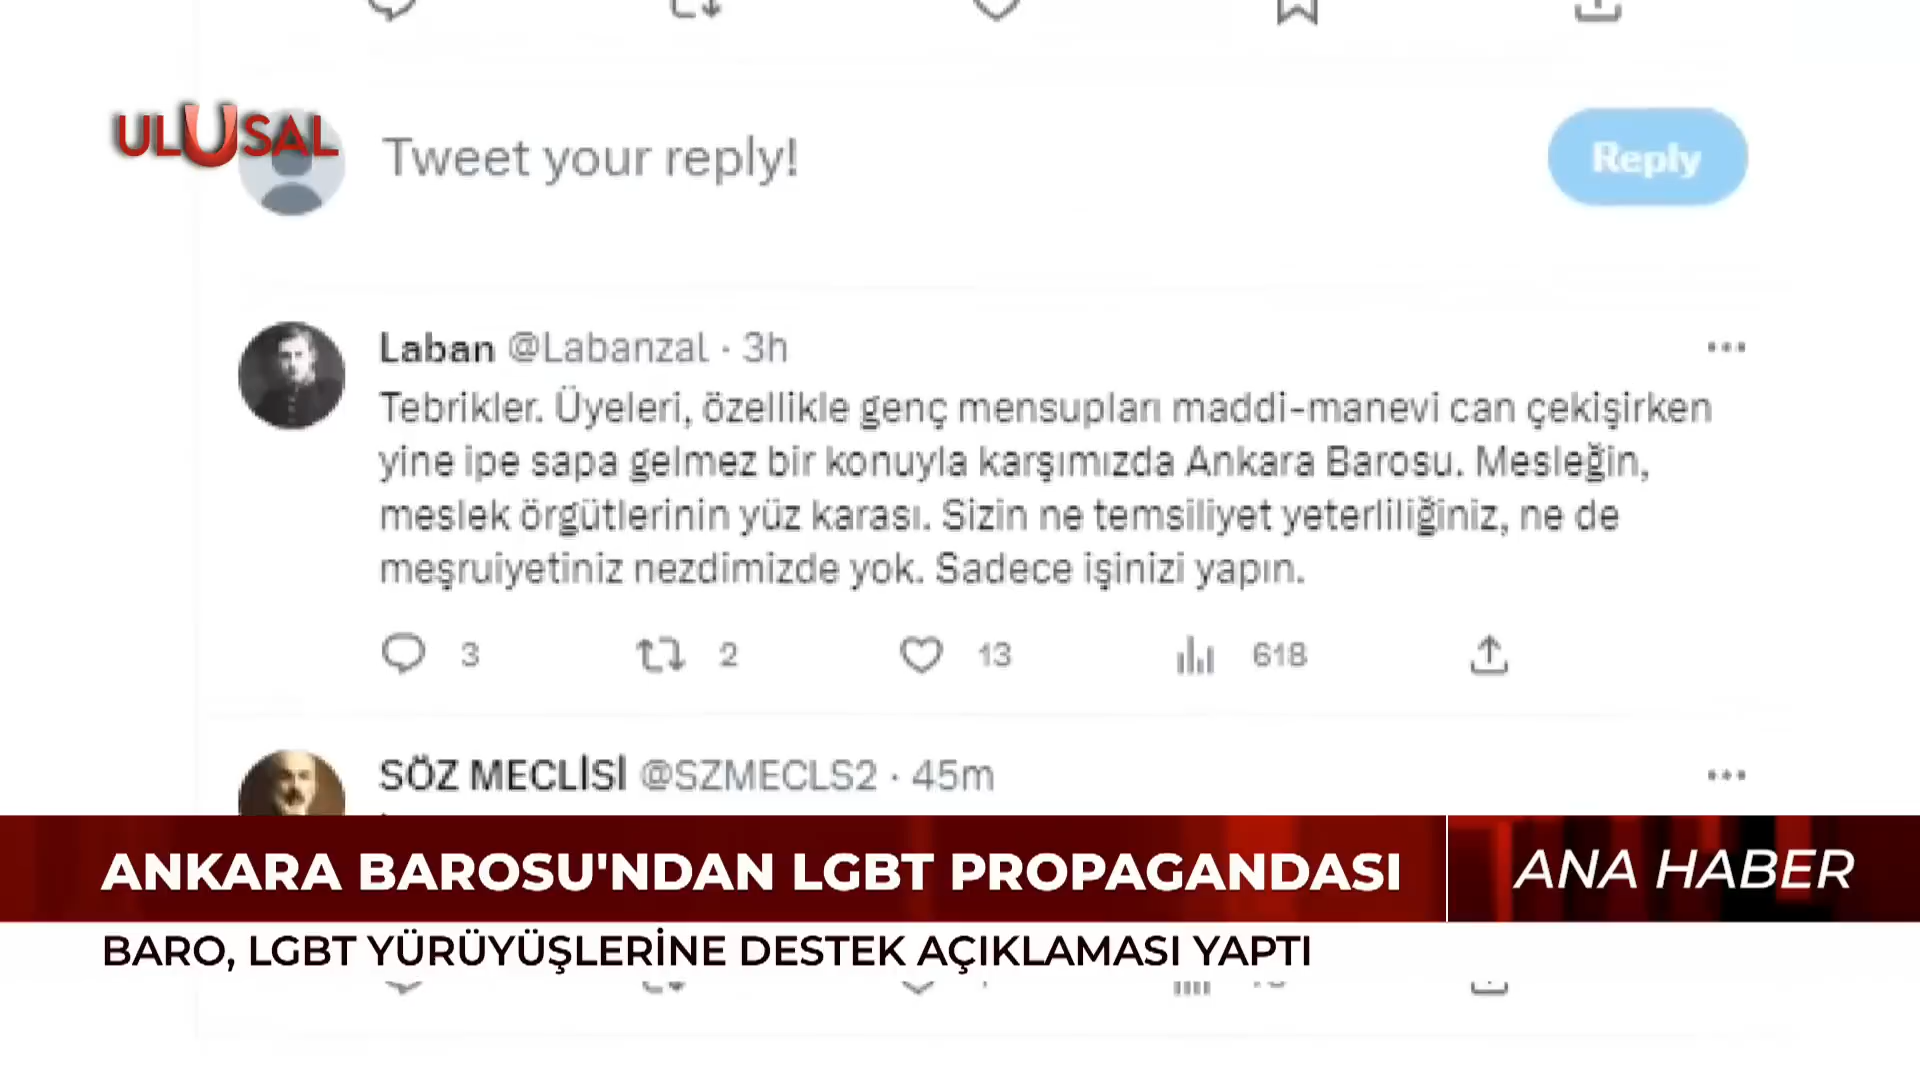 ULUSAL
Tweet your reply!
Reply
Laban @Labanzal · 3h
Tebrikler. Üyeleri, özellikle genç mensupları maddi-manevi can çekişirken
yine ipe sapa gelmez bir konuyla karşımızda Ankara Barosu. Mesleğin,
meslek örgütlerinin yüz karası. Sizin ne temsiliyet yeterliliğiniz, ne de
meşruiyetiniz nezdimizde yok. Sadece işinizi yapın.
3 2 13 618
SÖZ MECLİSİ @SZMECLS2 · 45m
ANKARA BAROSU'NDAN LGBT PROPAGANDASI
ANA HABER
BARO, LGBT YÜRÜYÜŞLERİNE DESTEK AÇIKLAMASI YAPTI